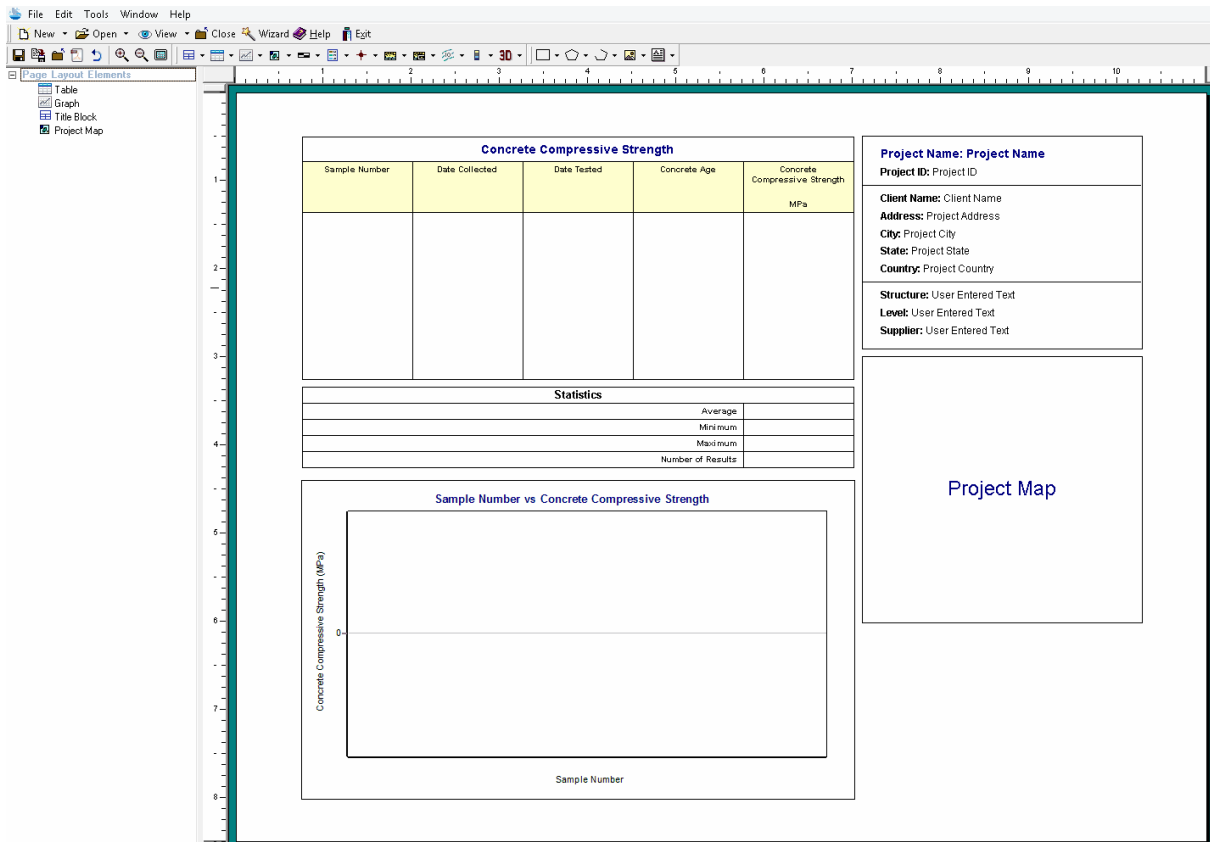 File Edit Tools Window Help
New Open View Close Wizard Help Exit
3D
Page Layout Elements
Table
Graph
Title Block
Project Map
1 2 3 4 5 6 7 8 9 10
1
2
3
4
5
6
7
8
Concrete Compressive Strength
Sample Number Date Collected Date Tested Concrete Age Concrete
Compressive Strength
MPa
Statistics
Average
Minimum
Maximum
Number of Results
Sample Number vs Concrete Compressive Strength
Concrete Compressive Strength (MPa)
0
Sample Number
Project Name: Project Name
Project ID: Project ID
Client Name: Client Name
Address: Project Address
City: Project City
State: Project State
Country: Project Country
Structure: User Entered Text
Level: User Entered Text
Supplier: User Entered Text
Project Map